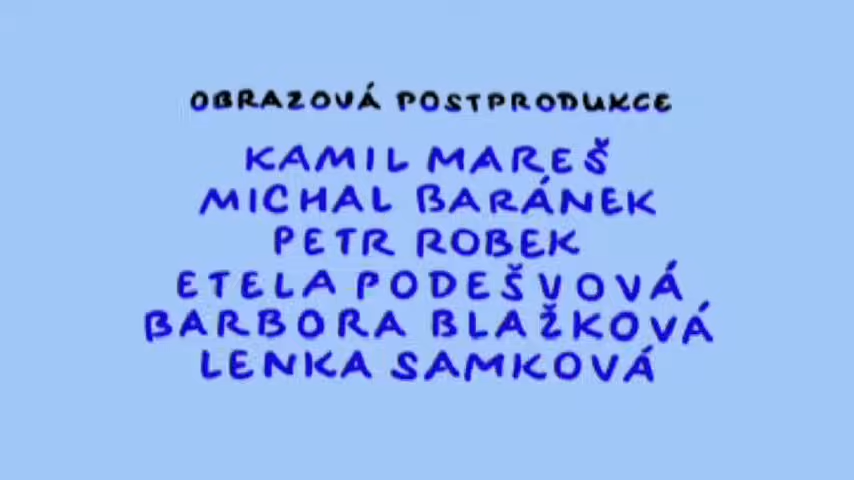 OBRAZOVÁ POSTPRODUKCE
KAMIL MAREŠ
MICHAL BARÁNEK
PETR ROBEK
ETELA PODEŠVOVÁ
BARBORA BLAŽKOVÁ
LENKA SAMKOVÁ